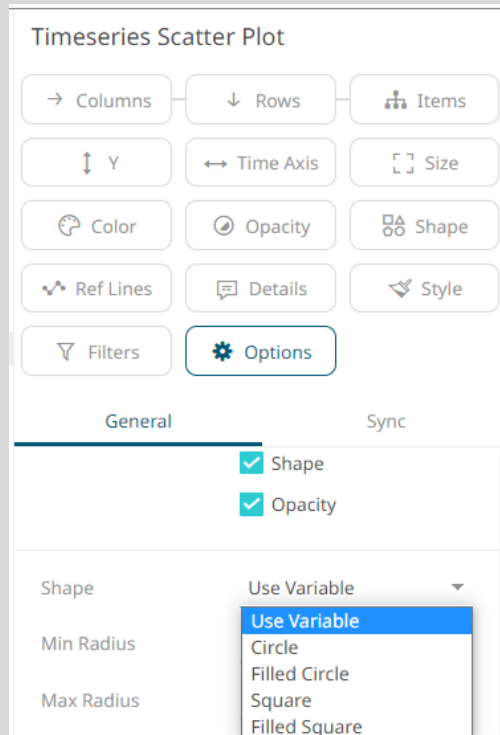 Timeseries Scatter Plot
Columns Rows Items
Y Time Axis Size
Color Opacity Shape
Ref Lines Details Style
Filters Options
General Sync
Shape
Opacity
Shape Use Variable
Use Variable
Min Radius
Circle
Filled Circle
Max Radius
Square
Filled Square